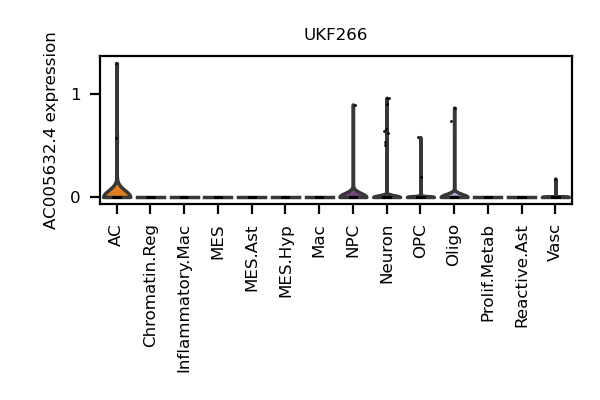 UKF266
AC005632.4 expression
1
0
AC
Chromatin.Reg
Inflammatory.Mac
MES
MES.Ast
MES.Hyp
Mac
NPC
Neuron
OPC
Oligo
Prolif.Metab
Reactive.Ast
Vasc